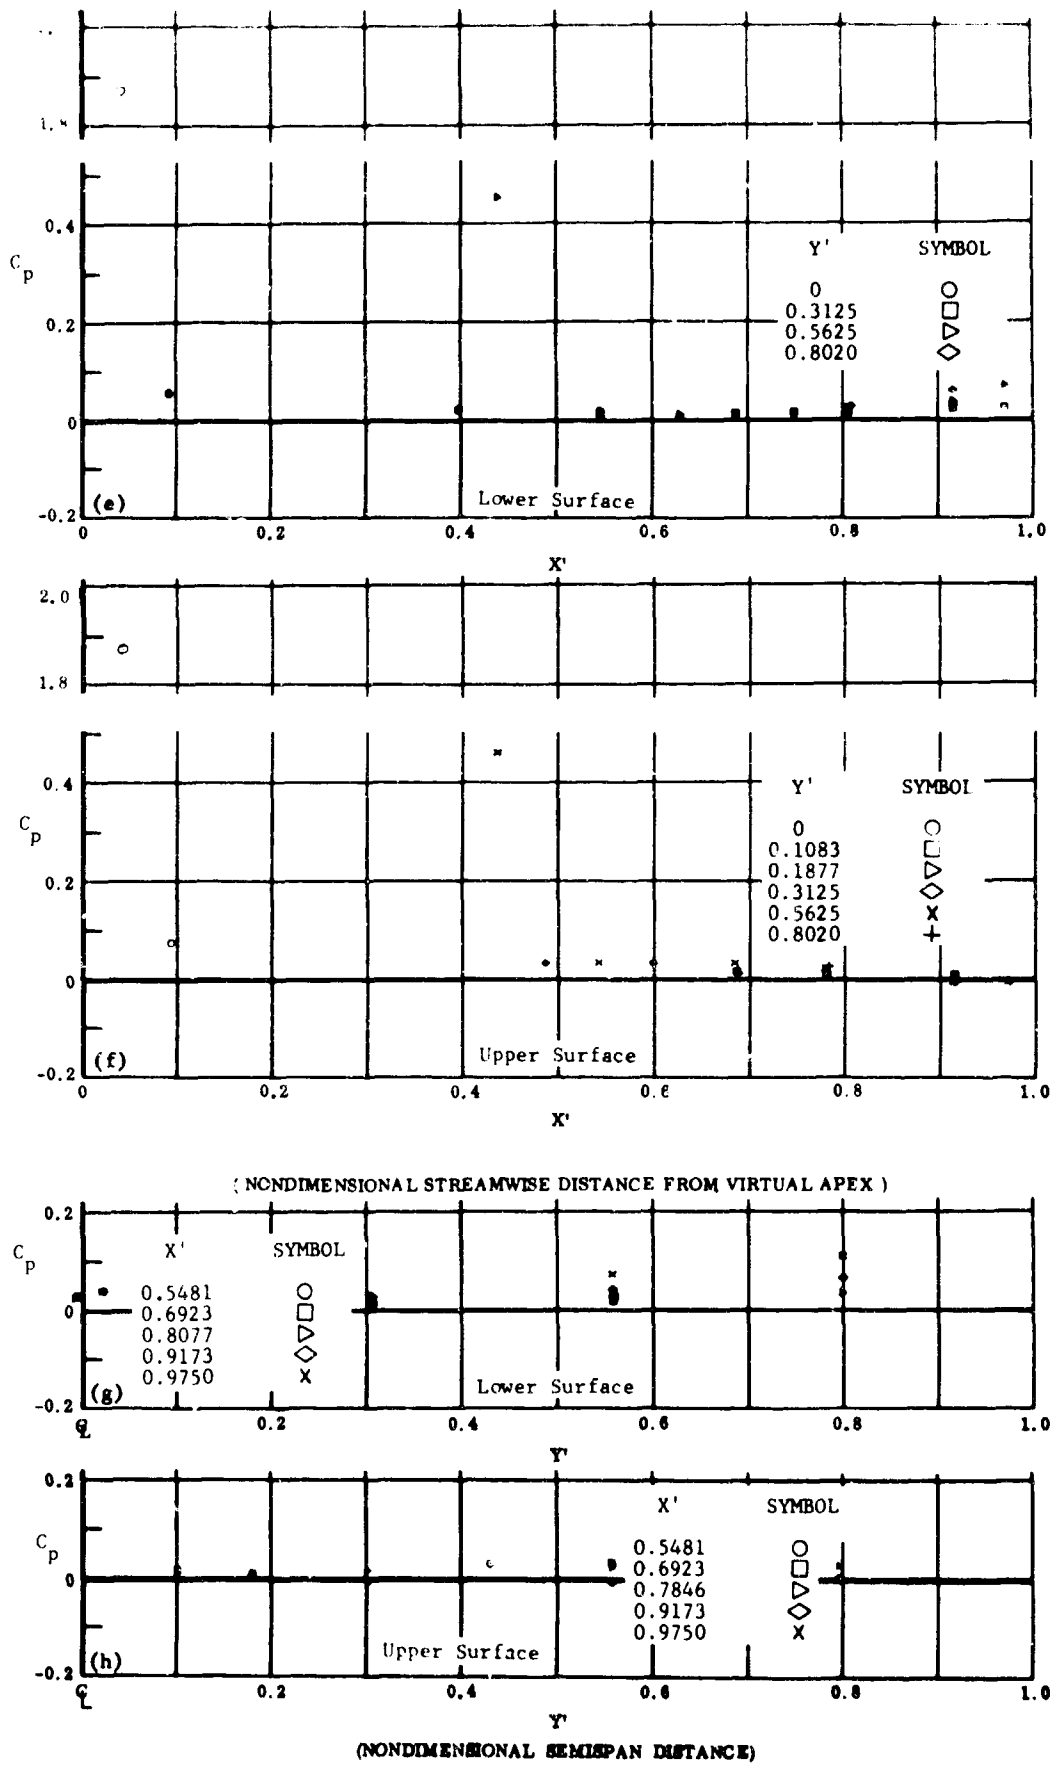 0.4
Y' SYMBOL
C
p
0
0.3125
0.2
0.5625
0.8020
0
(e)
Lower Surface
-0.2
0 0.2 0.4 0.6 0.8 1.0
X'
2.0
1.8
0.4
Y' SYMBOL
C
p
0
0.1083
0.1877
0.2
0.3125
0.5625
0.8020
0
(f)
Upper Surface
-0.2
0 0.2 0.4 0.6 0.8 1.0
X'
(NONDIMENSIONAL STREAMWISE DISTANCE FROM VIRTUAL APEX)
0.2
C
p
X' SYMBOL
0.5481
0
0.6923
0.8077
0.9173
0.9750
(g)
Lower Surface
-0.2
℄ 0.2 0.4 0.6 0.8 1.0
Y'
0.2
X' SYMBOL
C
p
0.5481
0.6923
0
0.7846
0.9173
0.9750
Upper Surface
(h)
-0.2
℄ 0.2 0.4 0.6 0.8 1.0
Y'
(NONDIMENSIONAL SEMISPAN DISTANCE)